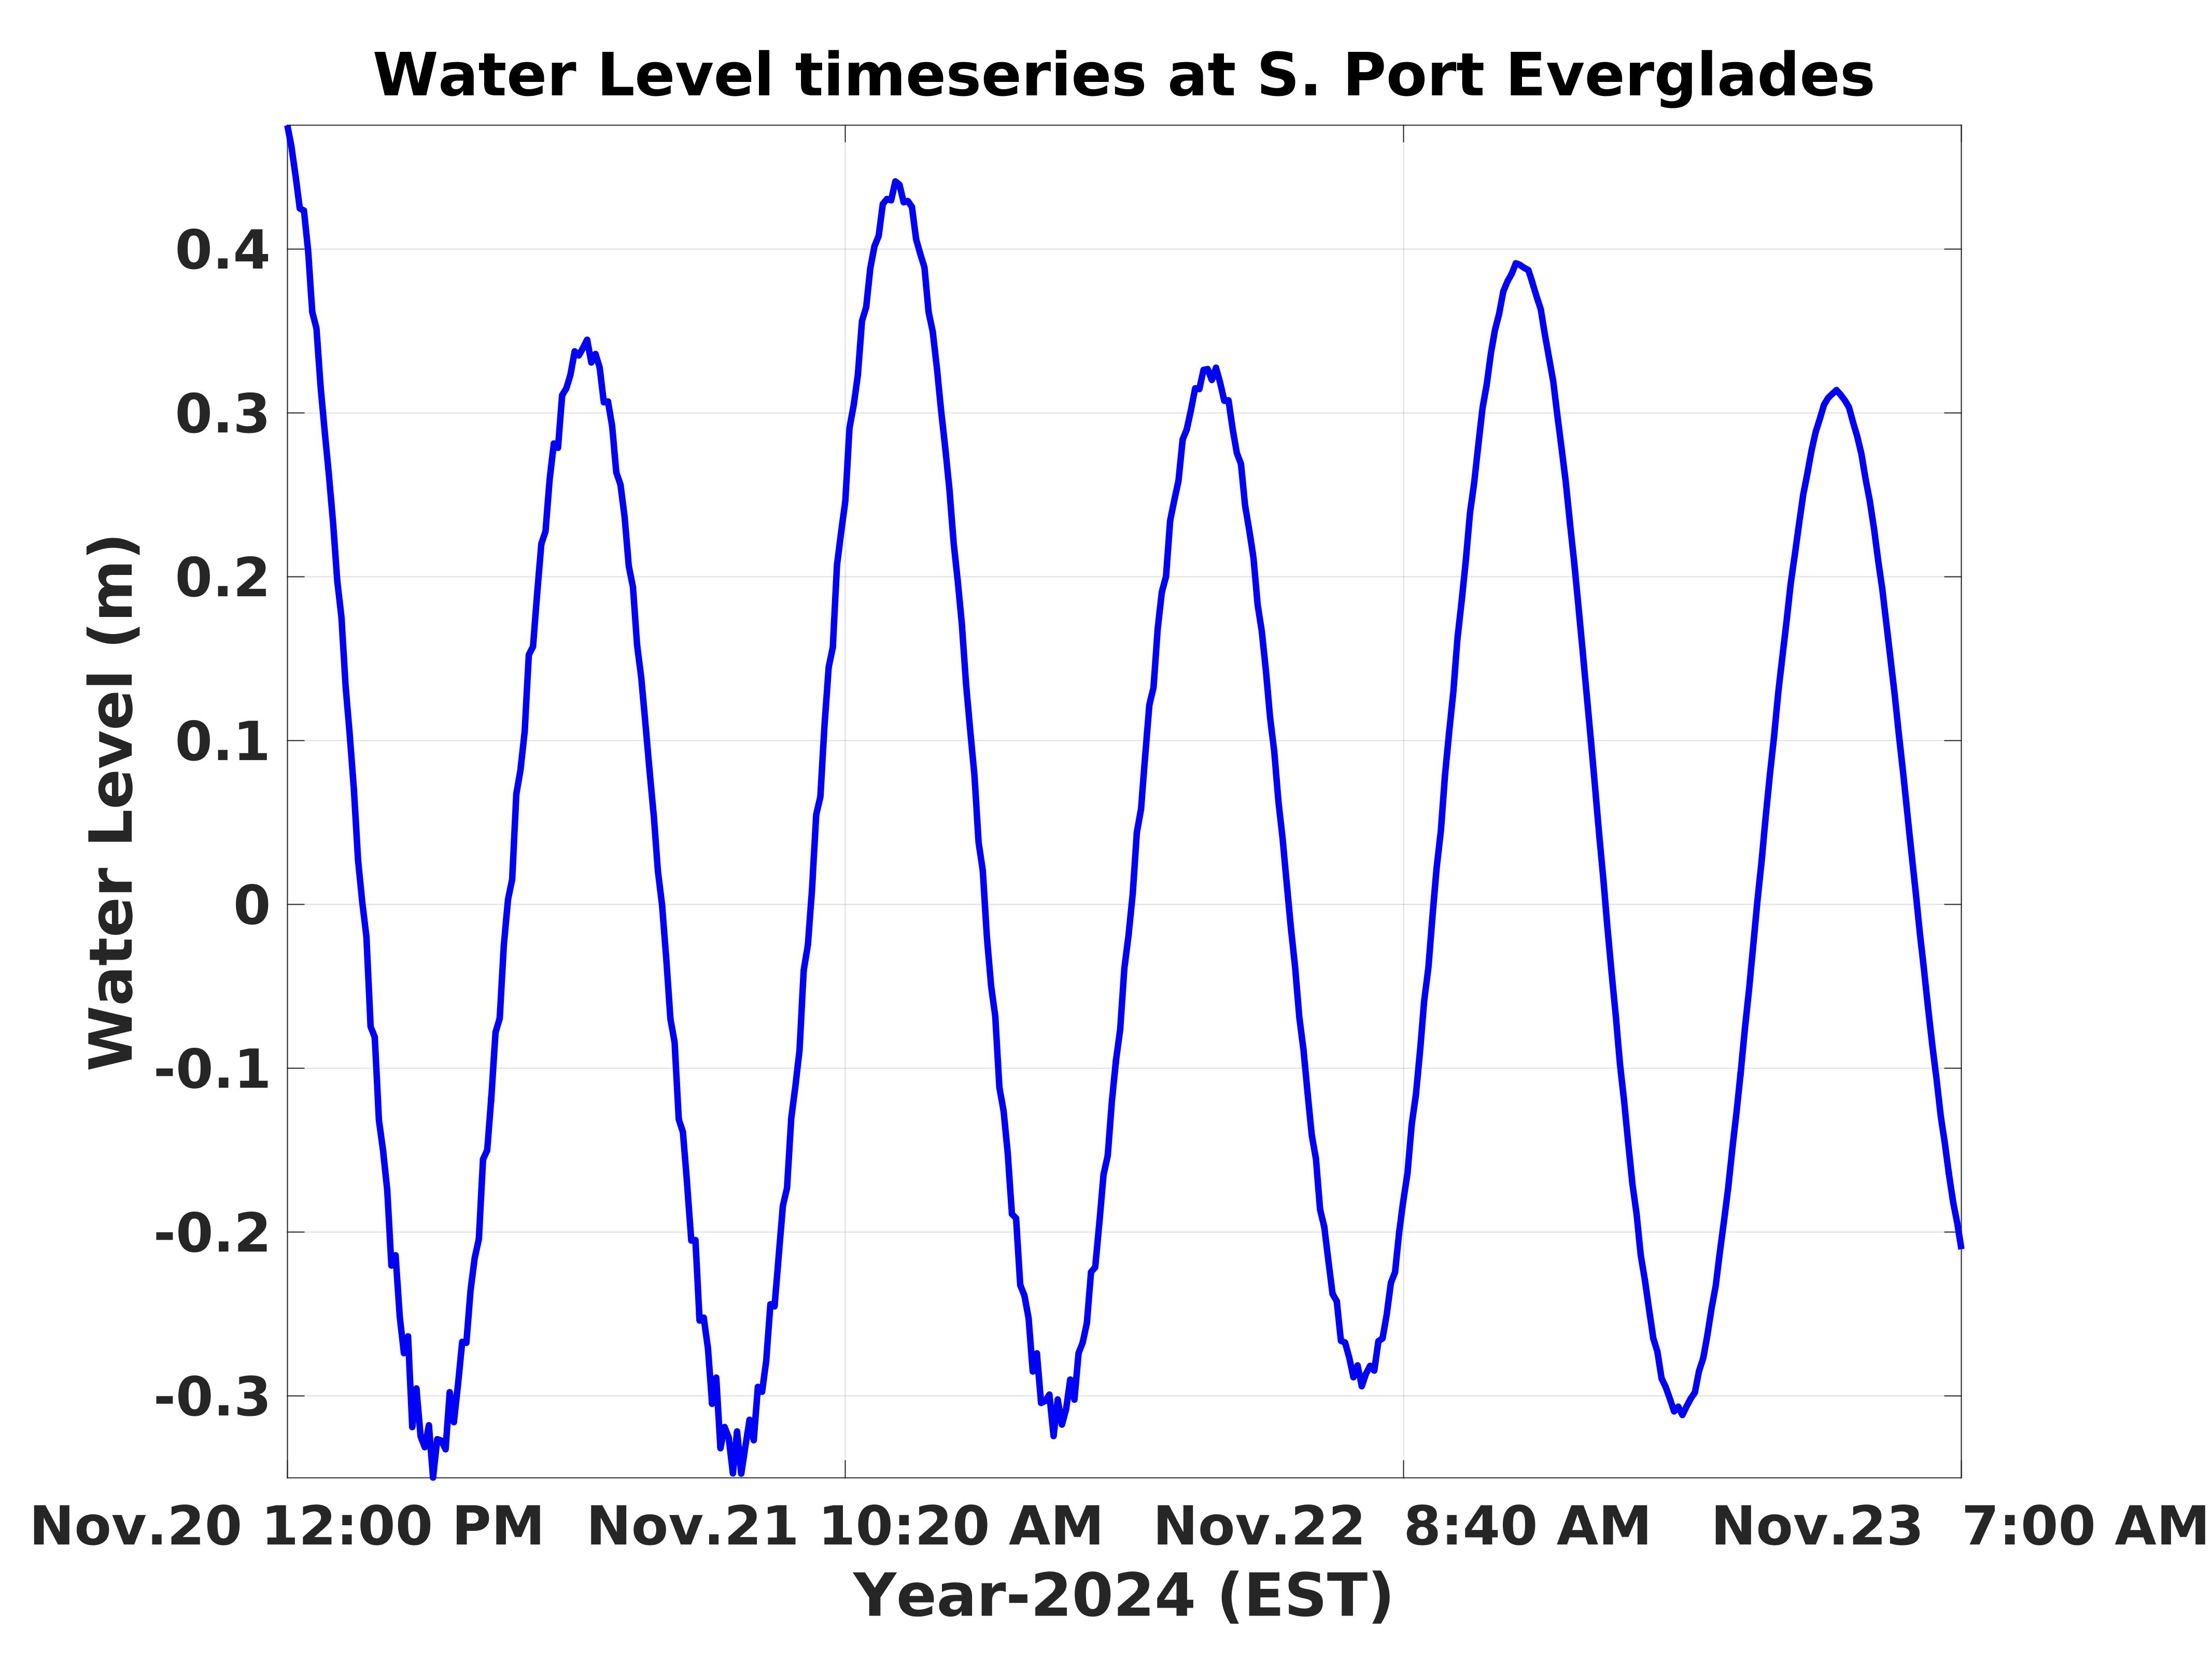 Water Level timeseries at S. Port Everglades
Water Level (m)
0.4
0.3
0.2
0.1
0
-0.1
-0.2
-0.3
Nov.20 12:00 PM Nov.21 10:20 AM Nov.22 8:40 AM Nov.23 7:00 AM
Year-2024 (EST)